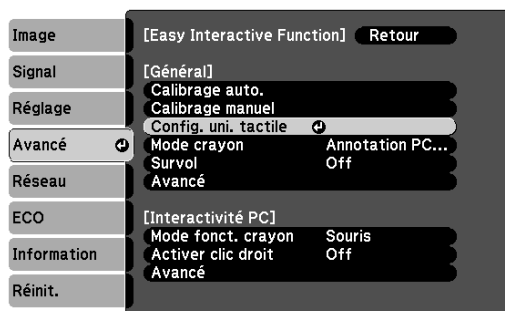 Image
Signal
Réglage
Avancé
Réseau
ECO
Information
Réinit.
[Easy Interactive Function] Retour
[Général]
Calibrage auto.
Calibrage manuel
Config. uni. tactile
Mode crayon Annotation PC...
Survol Off
Avancé
[Interactivité PC]
Mode fonct. crayon Souris
Activer clic droit Off
Avancé